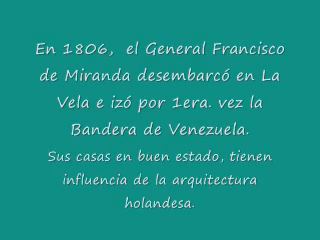 En 1806,  el General Francisco
de Miranda desembarcó en La
Vela e izó por 1era. vez la
Bandera de Venezuela.
Sus casas en buen estado, tienen
influencia de la arquitectura
holandesa.